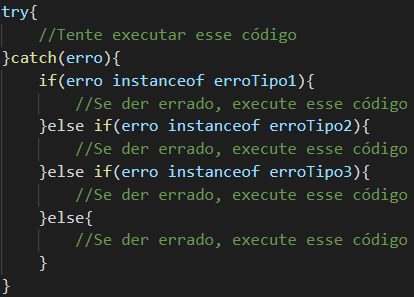 try{
    //Tente executar esse código
}catch(erro){
    if(erro instanceof erroTipo1){
        //Se der errado, execute esse código
    }else if(erro instanceof erroTipo2){
        //Se der errado, execute esse código
    }else if(erro instanceof erroTipo3){
        //Se der errado, execute esse código
    }else{
        //Se der errado, execute esse código
    }
}